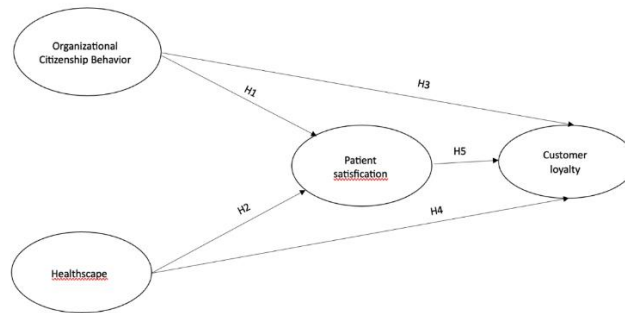 Organizational
Citizenship Behavior
H3
H1
Patient
satisfication
H5
Customer
loyalty
H2
H4
Healthscape